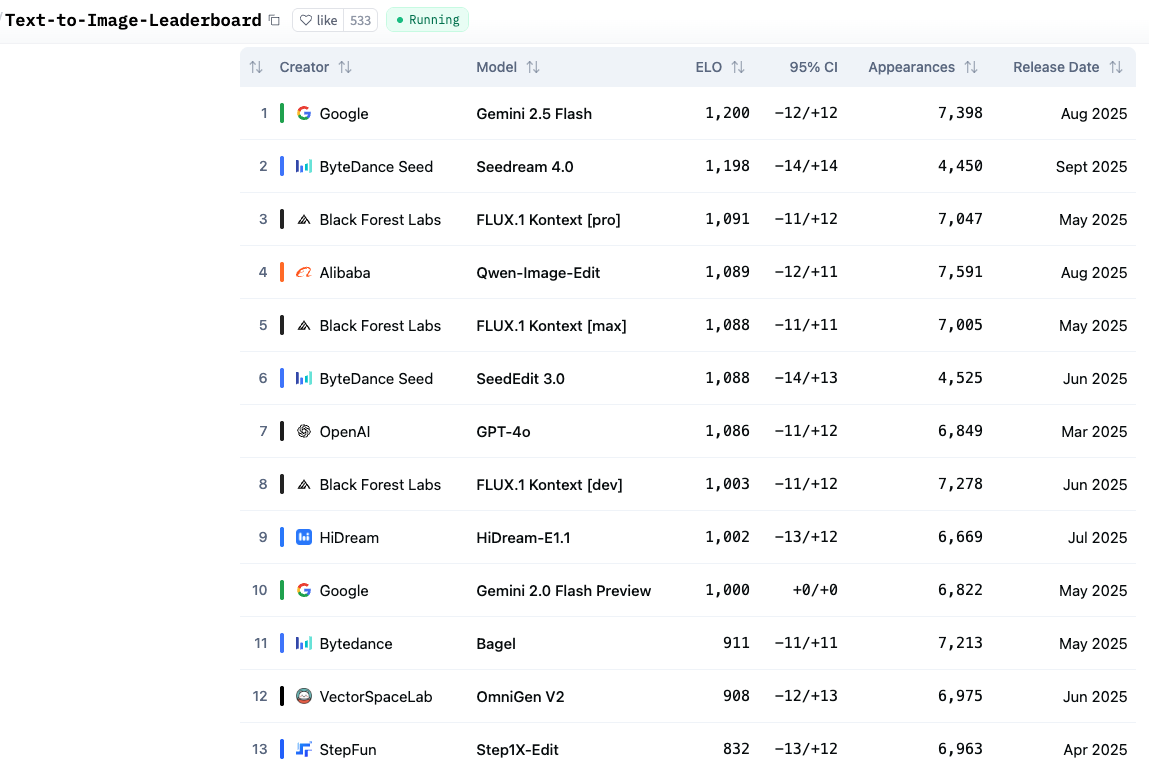 Text-to-Image-Leaderboard like 533 Running
Creator Model ELO 95% CI Appearances Release Date
1 Google Gemini 2.5 Flash 1,200 −12/+12 7,398 Aug 2025
2 ByteDance Seed Seedream 4.0 1,198 −14/+14 4,450 Sept 2025
3 Black Forest Labs FLUX.1 Kontext [pro] 1,091 −11/+12 7,047 May 2025
4 Alibaba Qwen-Image-Edit 1,089 −12/+11 7,591 Aug 2025
5 Black Forest Labs FLUX.1 Kontext [max] 1,088 −11/+11 7,005 May 2025
6 ByteDance Seed SeedEdit 3.0 1,088 −14/+13 4,525 Jun 2025
7 OpenAI GPT-4o 1,086 −11/+12 6,849 Mar 2025
8 Black Forest Labs FLUX.1 Kontext [dev] 1,003 −11/+12 7,278 Jun 2025
9 HiDream HiDream-E1.1 1,002 −13/+12 6,669 Jul 2025
10 Google Gemini 2.0 Flash Preview 1,000 +0/+0 6,822 May 2025
11 Bytedance Bagel 911 −11/+11 7,213 May 2025
12 VectorSpaceLab OmniGen V2 908 −12/+13 6,975 Jun 2025
13 StepFun Step1X-Edit 832 −13/+12 6,963 Apr 2025